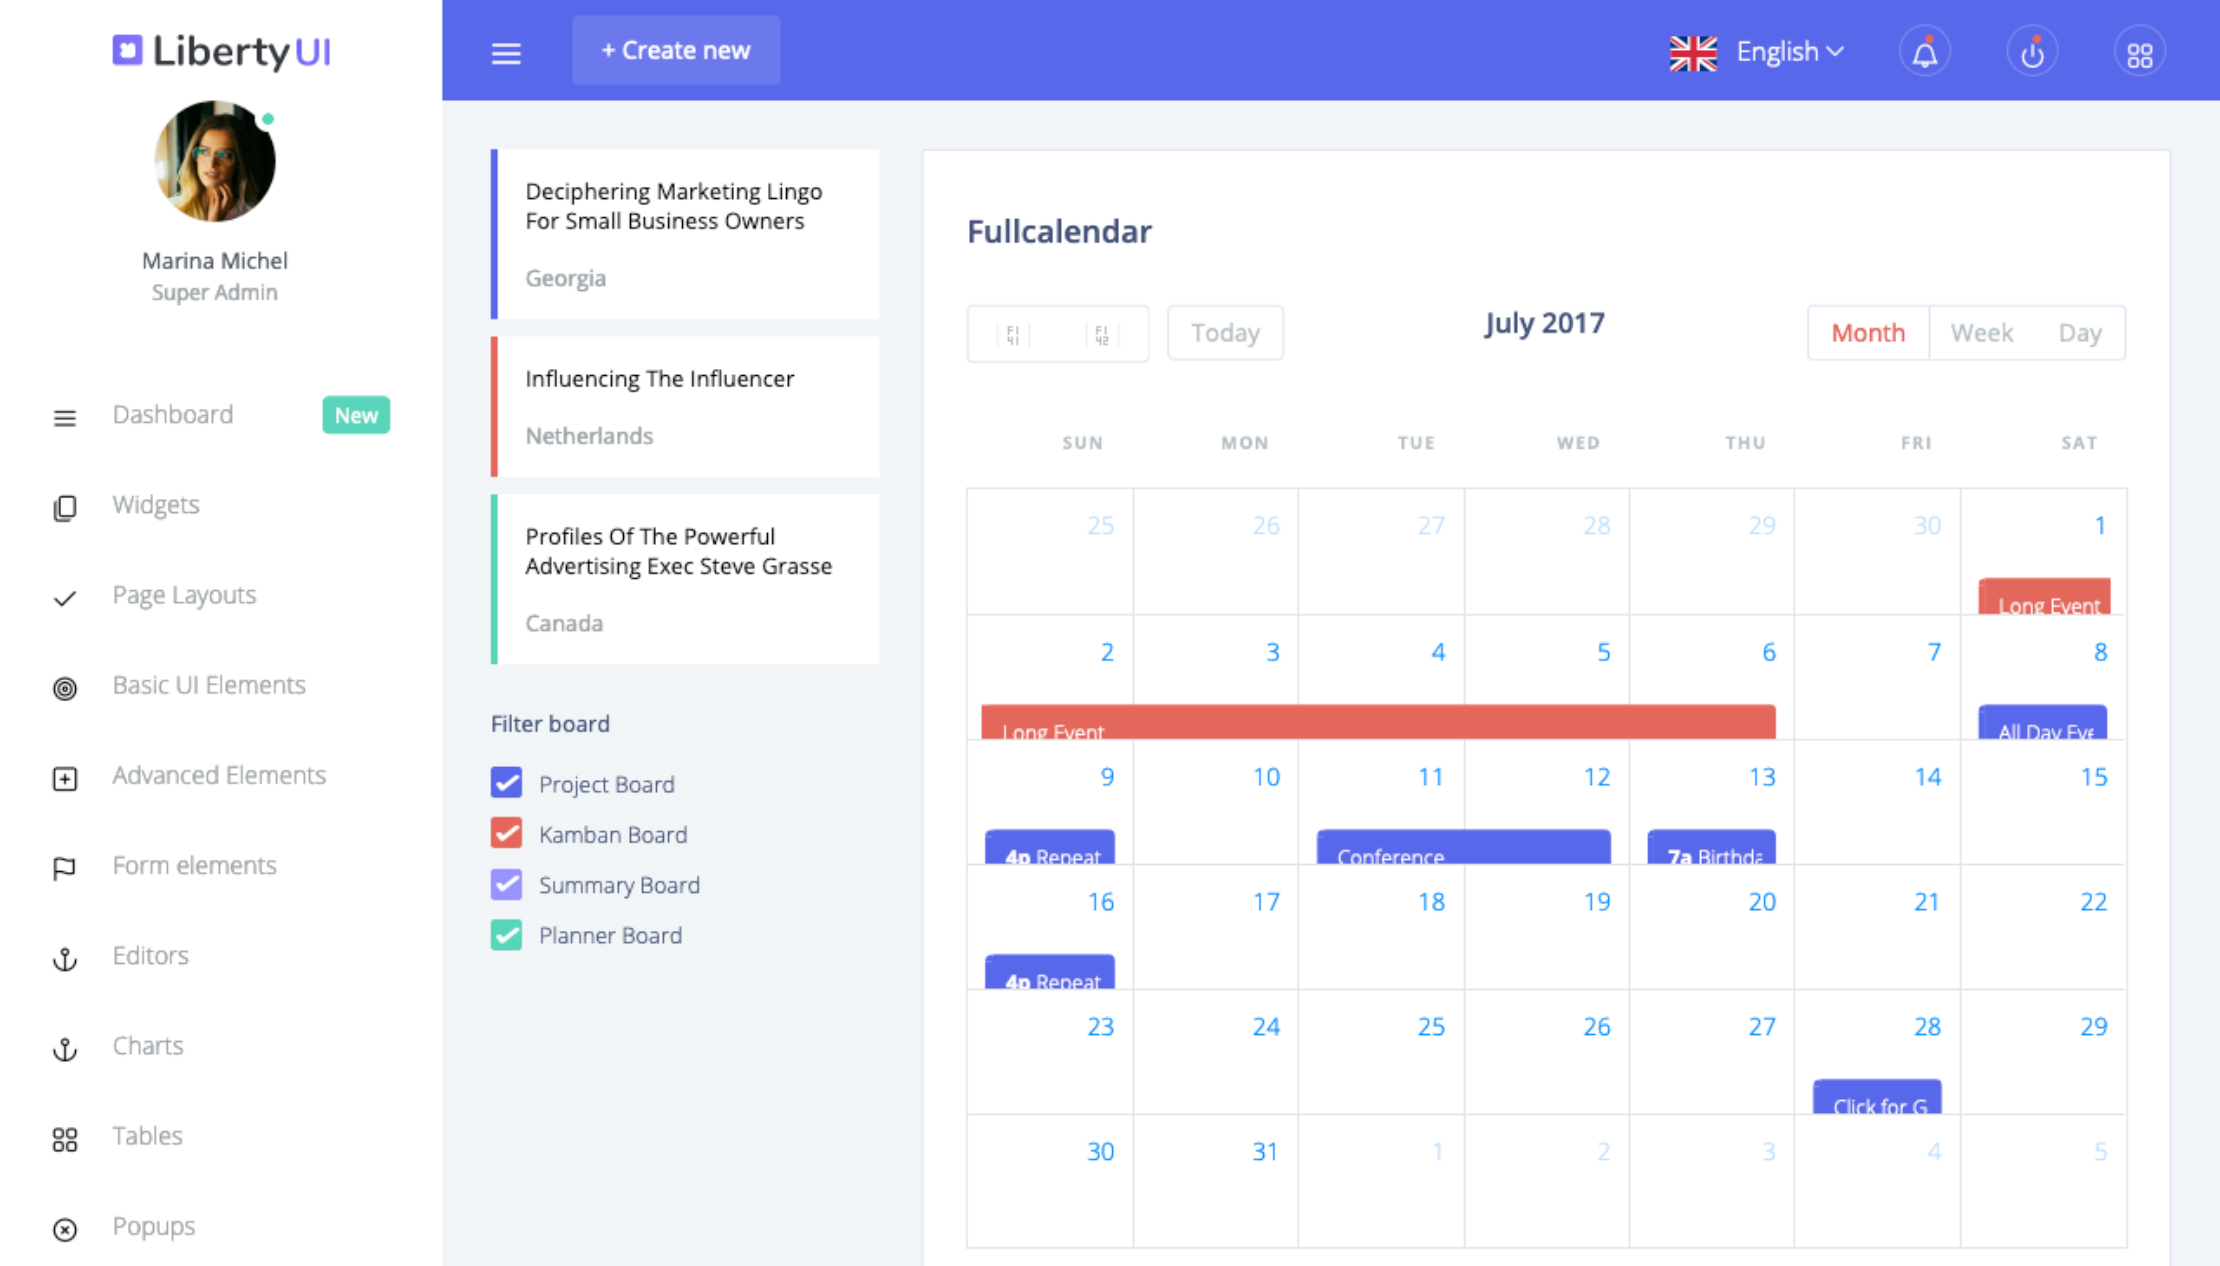 LibertyUI
+ Create new
English
Marina Michel
Super Admin
Dashboard
New
Widgets
Page Layouts
Basic UI Elements
Advanced Elements
Form elements
Editors
Charts
Tables
Popups
Deciphering Marketing Lingo
For Small Business Owners
Georgia
Influencing The Influencer
Netherlands
Profiles Of The Powerful
Advertising Exec Steve Grasse
Canada
Filter board
Project Board
Kamban Board
Summary Board
Planner Board
Fullcalendar
Today
July 2017
Month Week Day
SUN MON TUE WED THU FRI SAT
25 26 27 28 29 30 1
Long Event
2 3 4 5 6 7 8
Long Event All Day Eve
9 10 11 12 13 14 15
4p Repeat Conference 7a Birthda
16 17 18 19 20 21 22
4p Repeat
23 24 25 26 27 28 29
Click for G
30 31 1 2 3 4 5